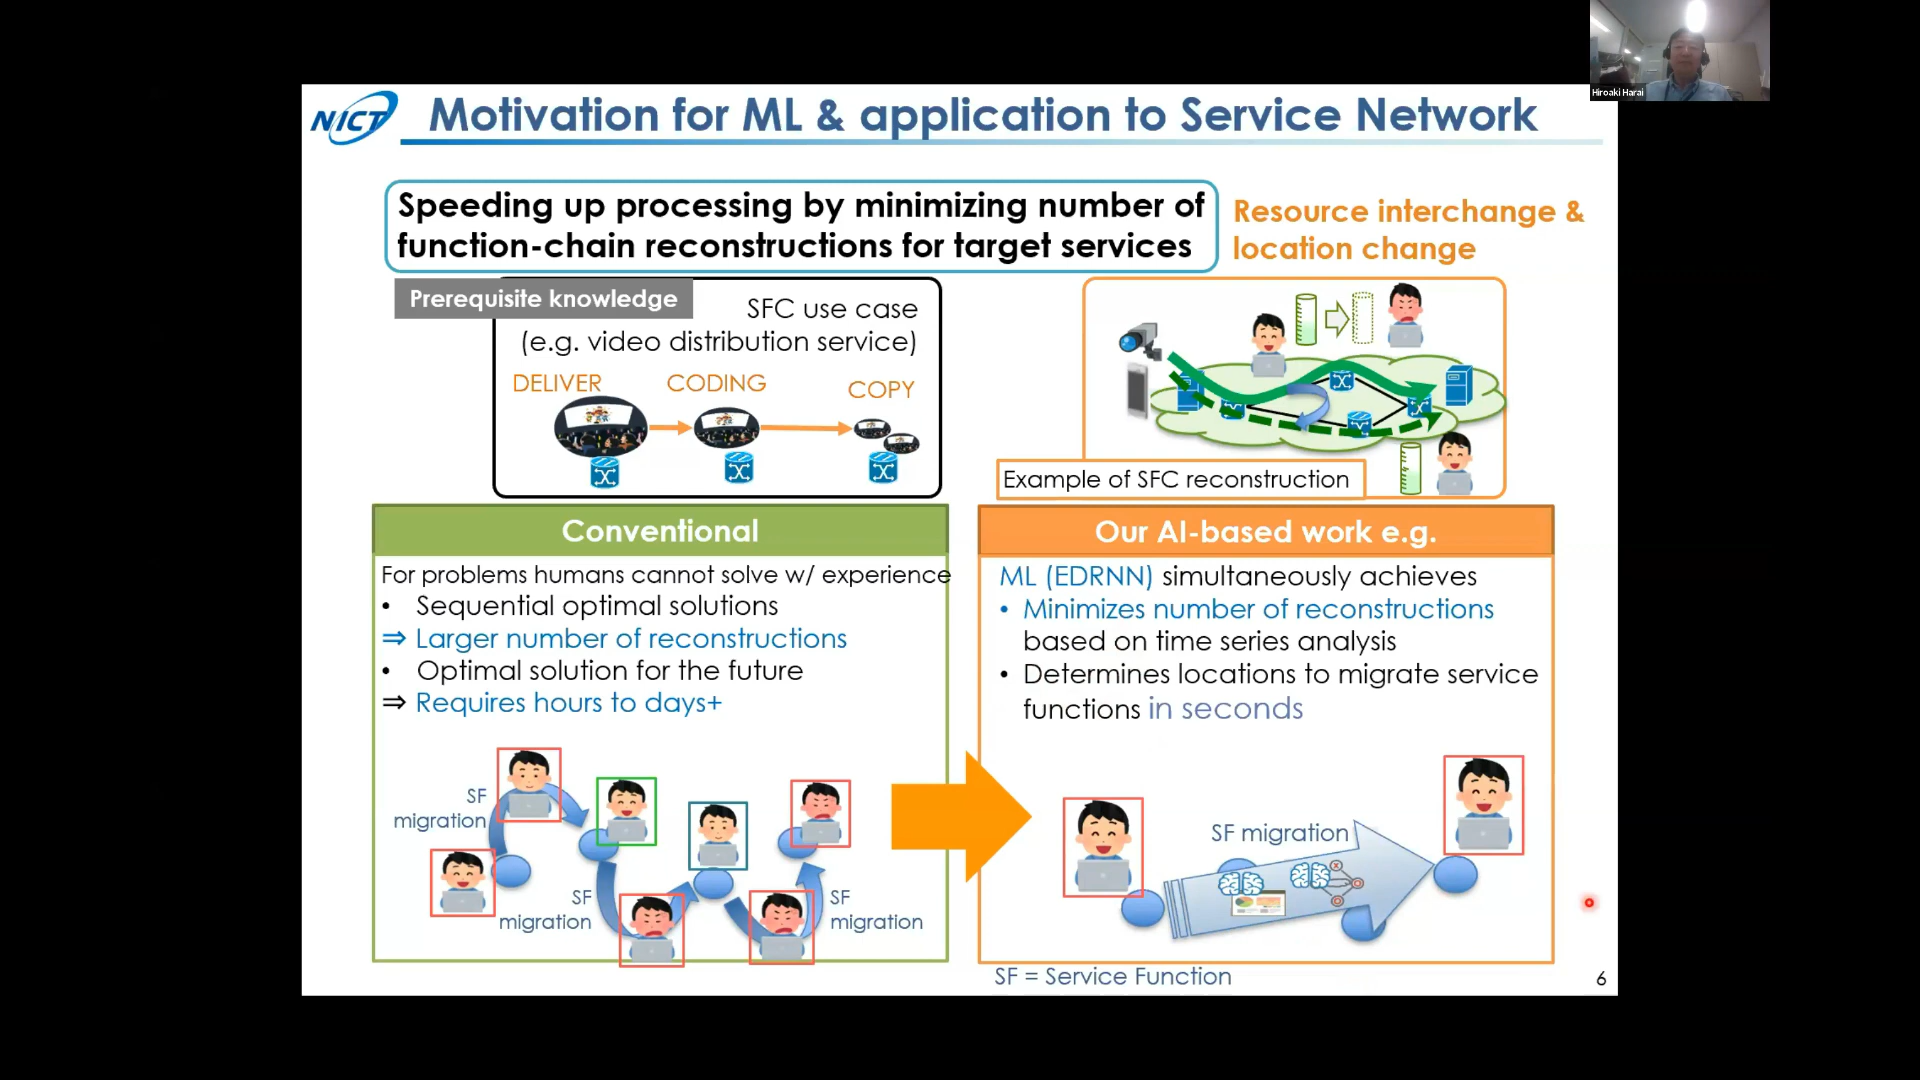 Hiroaki Harai
NICT
Motivation for ML & application to Service Network
Speeding up processing by minimizing number of
function-chain reconstructions for target services
Resource interchange &
location change
Prerequisite knowledge
SFC use case
(e.g. video distribution service)
DELIVER
CODING
COPY
Example of SFC reconstruction
Conventional
For problems humans cannot solve w/ experience
• Sequential optimal solutions
⇒ Larger number of reconstructions
• Optimal solution for the future
⇒ Requires hours to days+
SF
migration
SF
migration
SF
migration
Our AI-based work e.g.
ML (EDRNN) simultaneously achieves
• Minimizes number of reconstructions
based on time series analysis
• Determines locations to migrate service
functions in seconds
SF migration
SF = Service Function
6